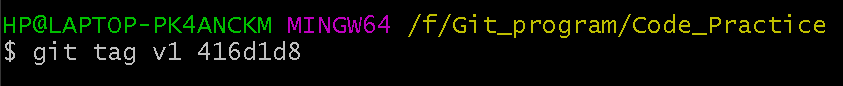 HP@LAPTOP-PK4ANCKM MINGW64 /f/Git_program/Code_Practice
$ git tag v1 416d1d8